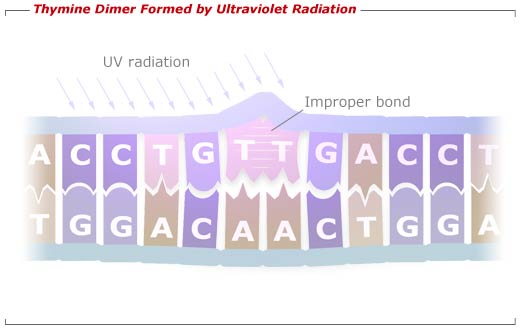 Thymine Dimer Formed by Ultraviolet Radiation
UV radiation
Improper bond
A C C T G T T G A C C T
T G G A C A A C T G G A